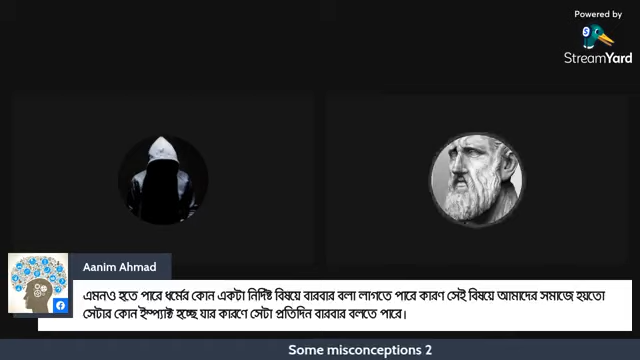 Powered by
StreamYard
Aanim Ahmad
এমনও হতে পারে ধর্মের কোন একটা নির্দিষ্ট বিষয়ে বারবার বলা লাগতে পারে কারণ সেই বিষয়ে আমাদের সমাজে হয়তো
সেটার কোন ইম্প্যাক্ট হচ্ছে যার কারণে সেটা প্রতিদিন বারবার বলতে পারে।
Some misconceptions 2